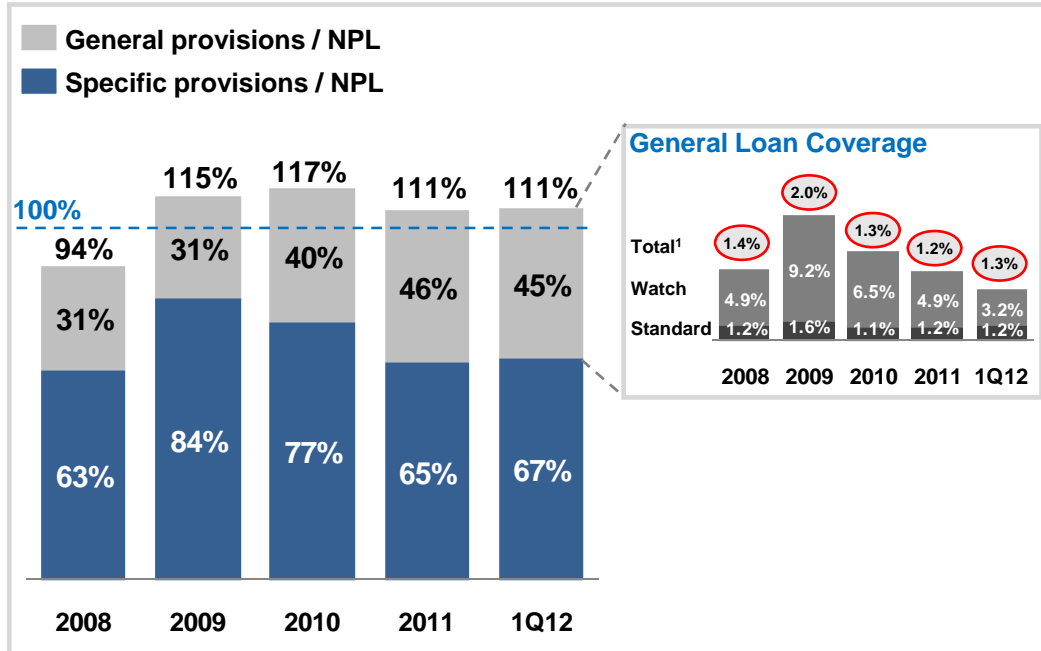 General provisions / NPL
Specific provisions / NPL
100%
94%
115%
117%
111%
111%
31%
31%
40%
46%
45%
63%
84%
77%
65%
67%
2008 2009 2010 2011 1Q12
General Loan Coverage
Total¹ 1.4% 2.0% 1.3% 1.2% 1.3%
Watch 4.9% 9.2% 6.5% 4.9% 3.2%
Standard 1.2% 1.6% 1.1% 1.2% 1.2%
2008 2009 2010 2011 1Q12